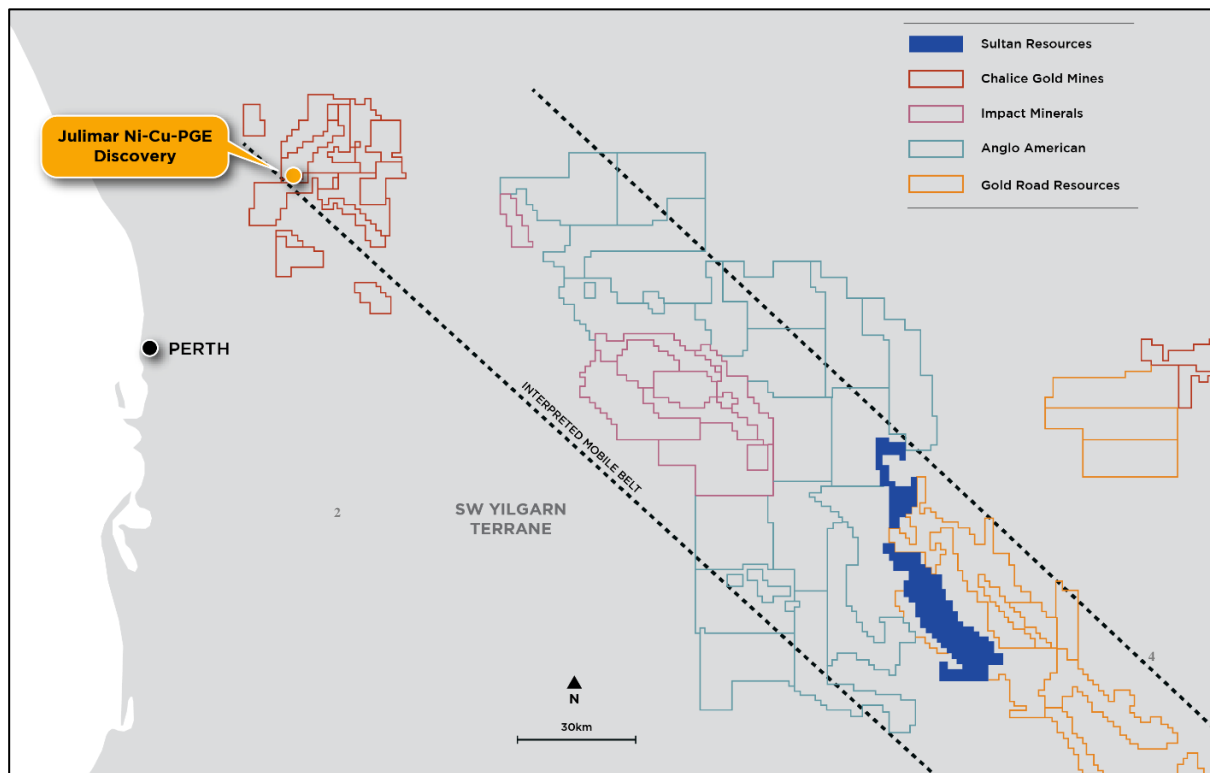 Sultan Resources
Chalice Gold Mines
Impact Minerals
Anglo American
Gold Road Resources
Julimar Ni-Cu-PGE
Discovery
PERTH
INTERPRETED MOBILE BELT
2
SW YILGARN
TERRANE
4
N
30km